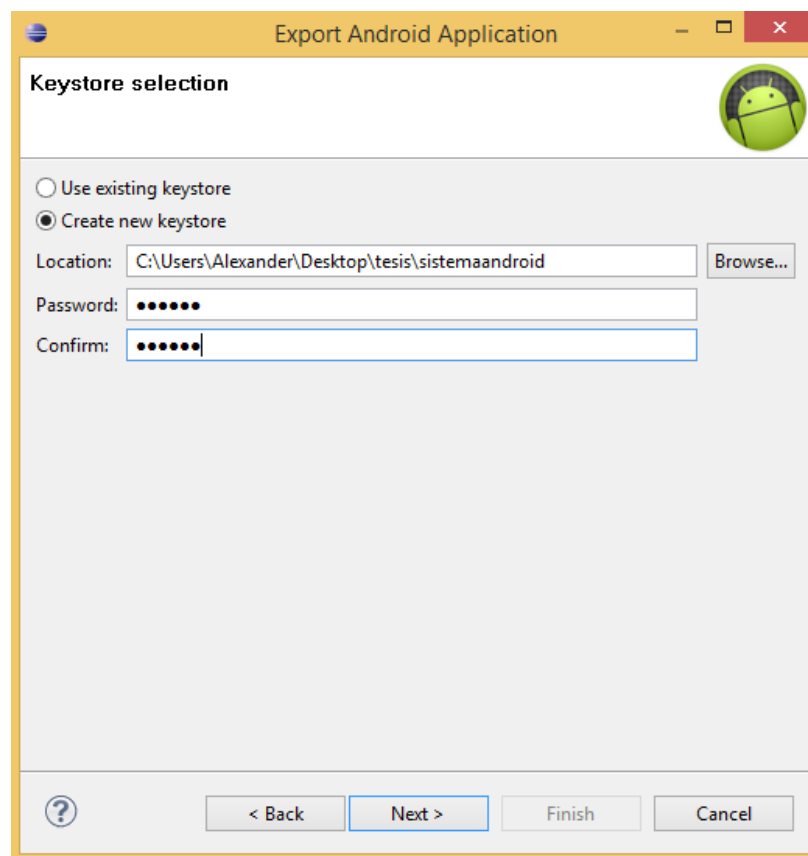 Export Android Application
Keystore selection
Use existing keystore
Create new keystore
Location: C:\Users\Alexander\Desktop\tesis\sistemaandroid Browse...
Password: ●●●●●●
Confirm: ●●●●●●
? < Back Next > Finish Cancel